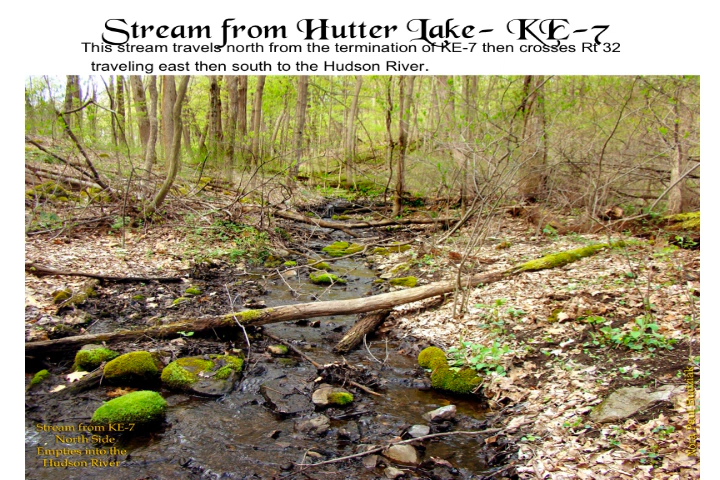 Stream from Hutter Lake- KE-7
This stream travels north from the termination of KE-7 then crosses Rt 32
traveling east then south to the Hudson River.
Stream from KE-7
North Side
Empties into the
Hudson River